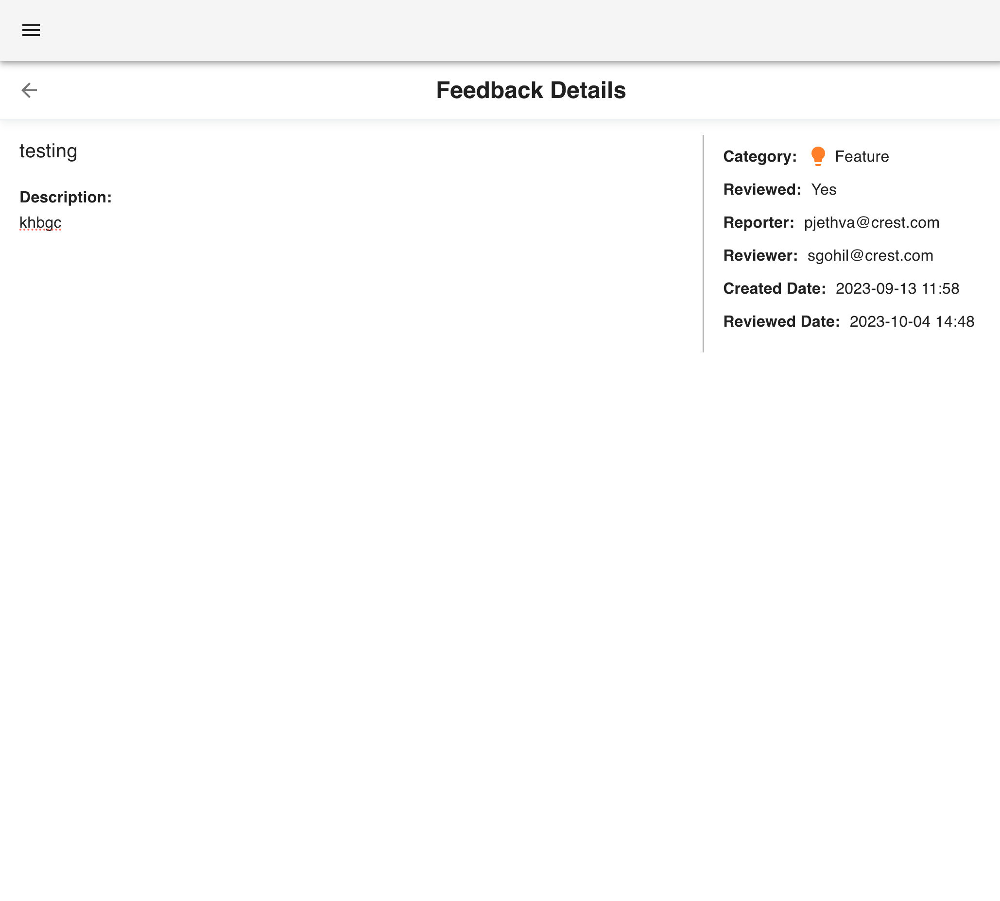 Feedback Details
testing
Description:
khbgc
Category: Feature
Reviewed: Yes
Reporter: pjethva@crest.com
Reviewer: sgohil@crest.com
Created Date: 2023-09-13 11:58
Reviewed Date: 2023-10-04 14:48